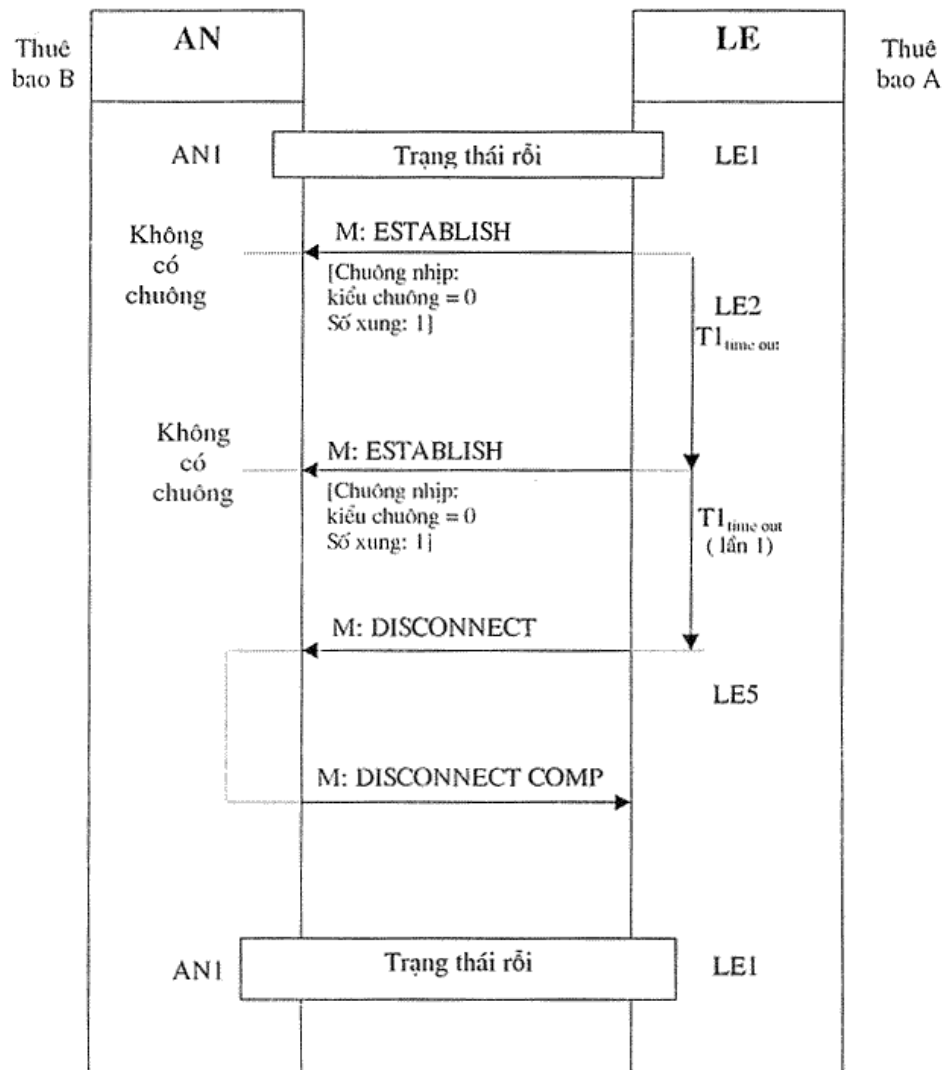 Thuê
bao B
AN
LE
Thuê
bao A
AN1
Trạng thái rỗi
LE1
Không
có
chuông
M: ESTABLISH
[Chuông nhịp:
kiểu chuông = 0
Số xung: 1]
LE2
T1time out
Không
có
chuông
M: ESTABLISH
[Chuông nhịp:
kiểu chuông = 0
Số xung: 1]
T1time out
( lần 1)
M: DISCONNECT
LE5
M: DISCONNECT COMP
AN1
Trạng thái rỗi
LE1